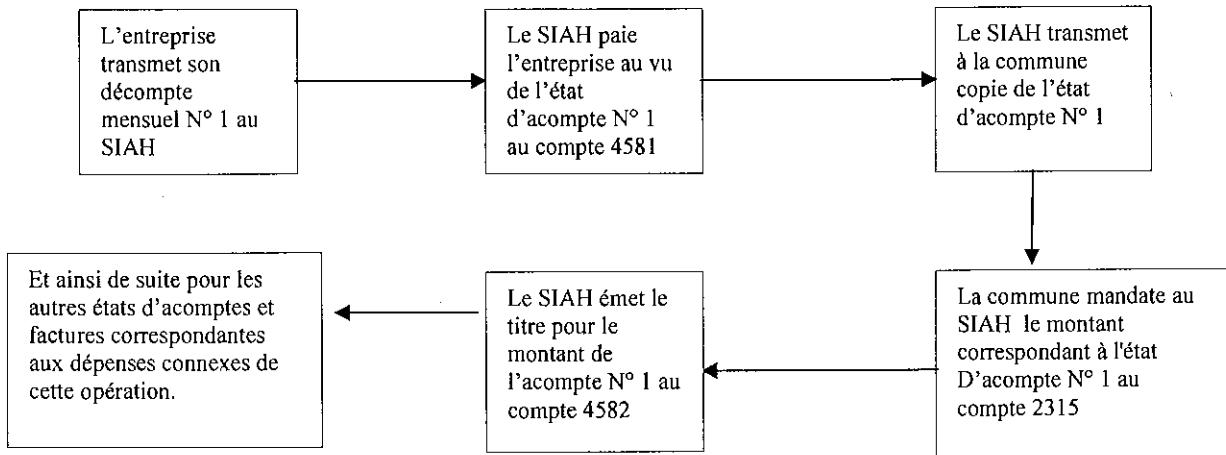 L'entreprise
transmet son
décompte
mensuel N° 1 au
SIAH
Le SIAH paie
l'entreprise au vu
de l'état
d'acompte N° 1
au compte 4581
Le SIAH transmet
à la commune
copie de l'état
d'acompte N° 1
La commune mandate au
SIAH le montant
correspondant à l'état
D'acompte N° 1 au
compte 2315
Le SIAH émet le
titre pour le
montant de
l'acompte N° 1 au
compte 4582
Et ainsi de suite pour les
autres états d'acomptes et
factures correspondantes
aux dépenses connexes de
cette opération.